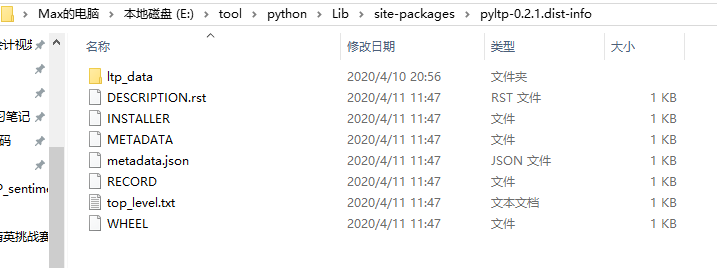 Max的电脑 > 本地磁盘 (E:) > tool > python > Lib > site-packages > pyltp-0.2.1.dist-info
名称 修改日期 类型 大小
ltp_data 2020/4/10 20:56 文件夹
DESCRIPTION.rst 2020/4/11 11:47 RST 文件 1 KB
INSTALLER 2020/4/11 11:47 文件 1 KB
METADATA 2020/4/11 11:47 文件 1 KB
metadata.json 2020/4/11 11:47 JSON 文件 1 KB
RECORD 2020/4/11 11:47 文件 1 KB
top_level.txt 2020/4/11 11:47 文本文档 1 KB
WHEEL 2020/4/11 11:47 文件 1 KB
计视频
习笔记
码
P_sentime
英挑战赛